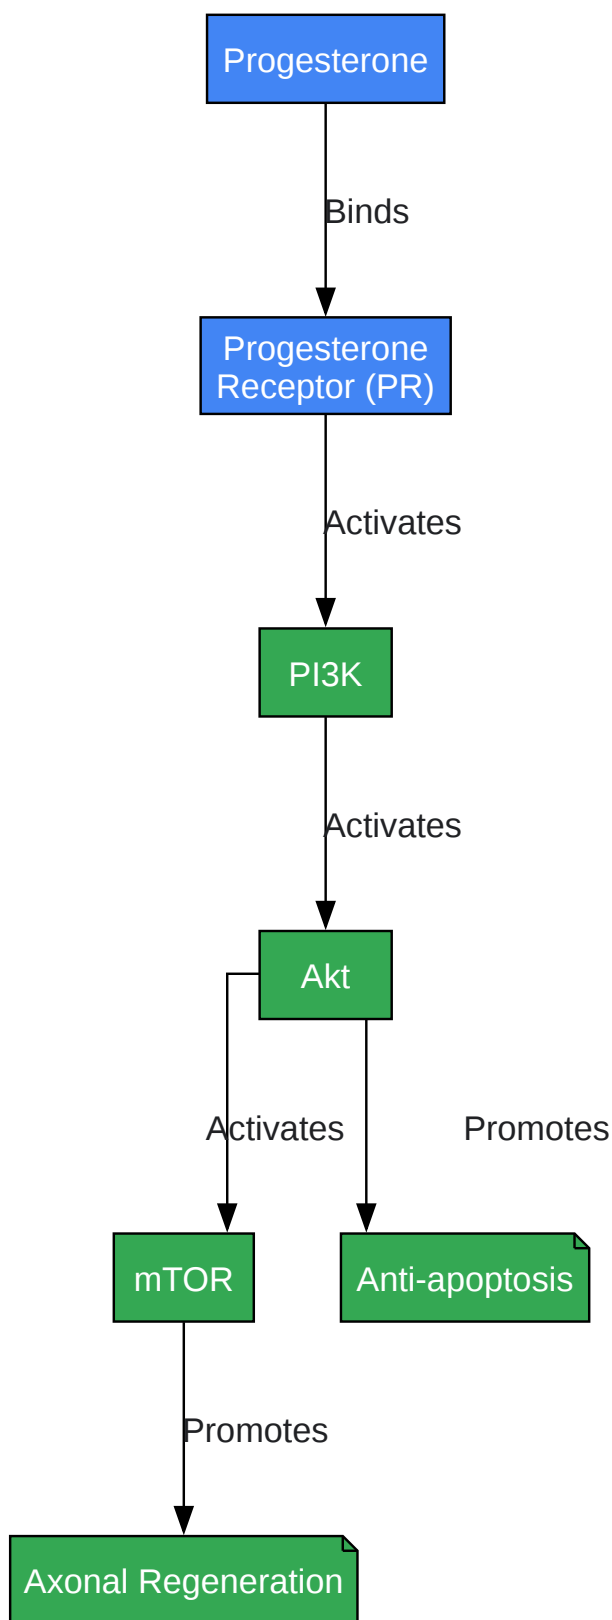 Progesterone
Binds
Progesterone
Receptor (PR)
Activates
PI3K
Activates
Akt
Activates
Promotes
mTOR
Anti-apoptosis
Promotes
Axonal Regeneration